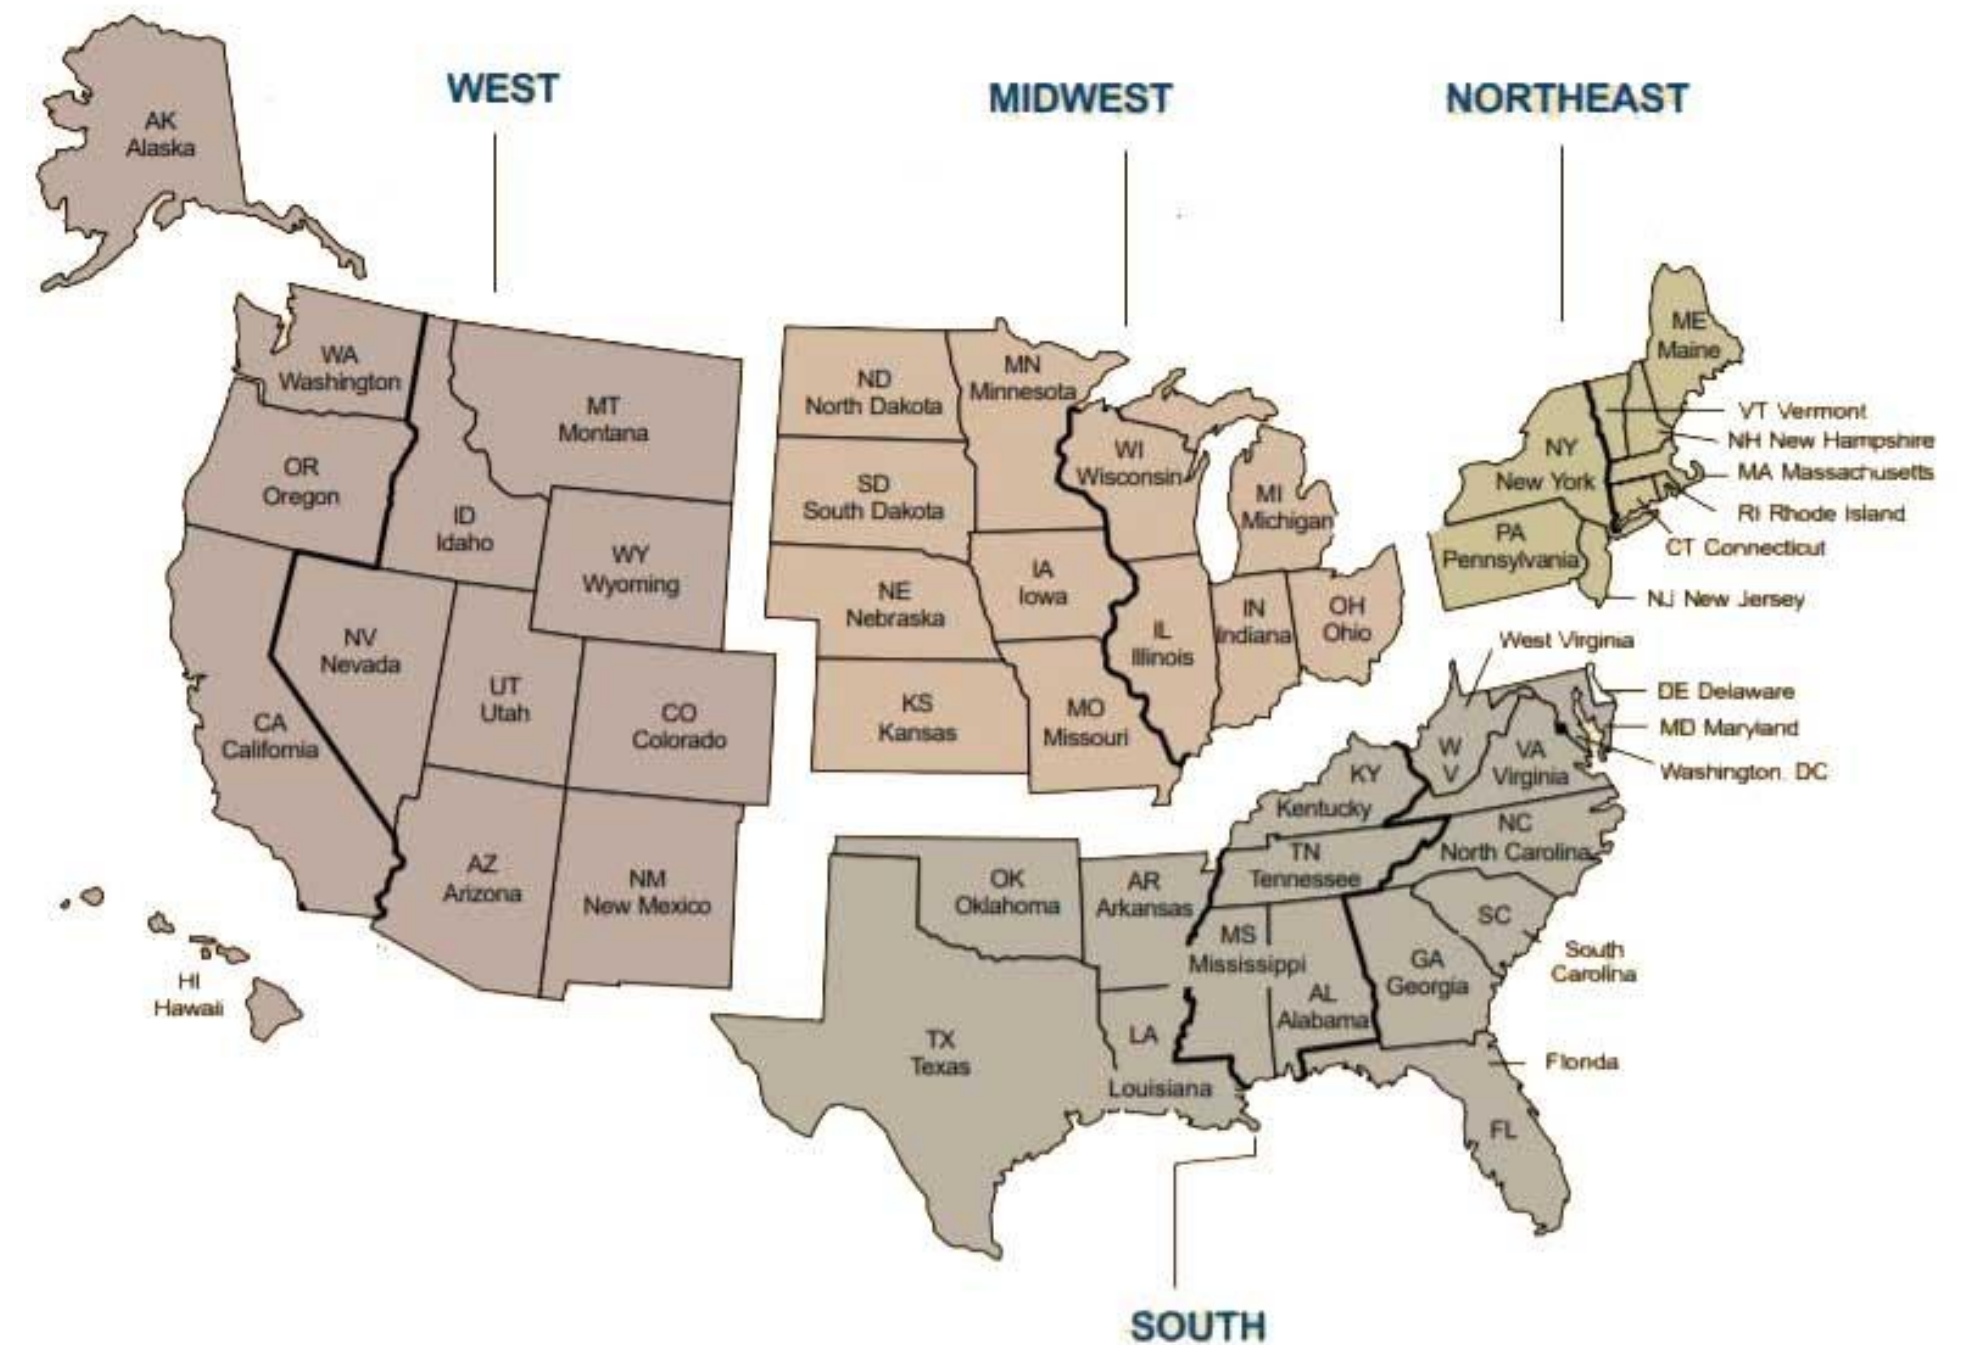 WEST
MIDWEST
NORTHEAST
AK
Alaska
WA
Washington
MT
Montana
OR
Oregon
ID
Idaho
WY
Wyoming
NV
Nevada
UT
Utah
CO
Colorado
CA
California
AZ
Arizona
NM
New Mexico
HI
Hawaii
ND
North Dakota
MN
Minnesota
SD
South Dakota
WI
Wisconsin
MI
Michigan
NE
Nebraska
IA
Iowa
IL
Illinois
IN
Indiana
OH
Ohio
KS
Kansas
MO
Missouri
ME
Maine
VT Vermont
NH New Hampshire
NY
New York
MA Massachusetts
RI Rhode Island
CT Connecticut
PA
Pennsylvania
NJ New Jersey
West Virginia
DE Delaware
MD Maryland
Washington. DC
W
V
VA
Virginia
KY
Kentucky
NC
North Carolina
TN
Tennessee
OK
Oklahoma
AR
Arkansas
SC
South
Carolina
MS
Mississippi
GA
Georgia
AL
Alabama
TX
Texas
LA
Louisiana
Florida
FL
SOUTH